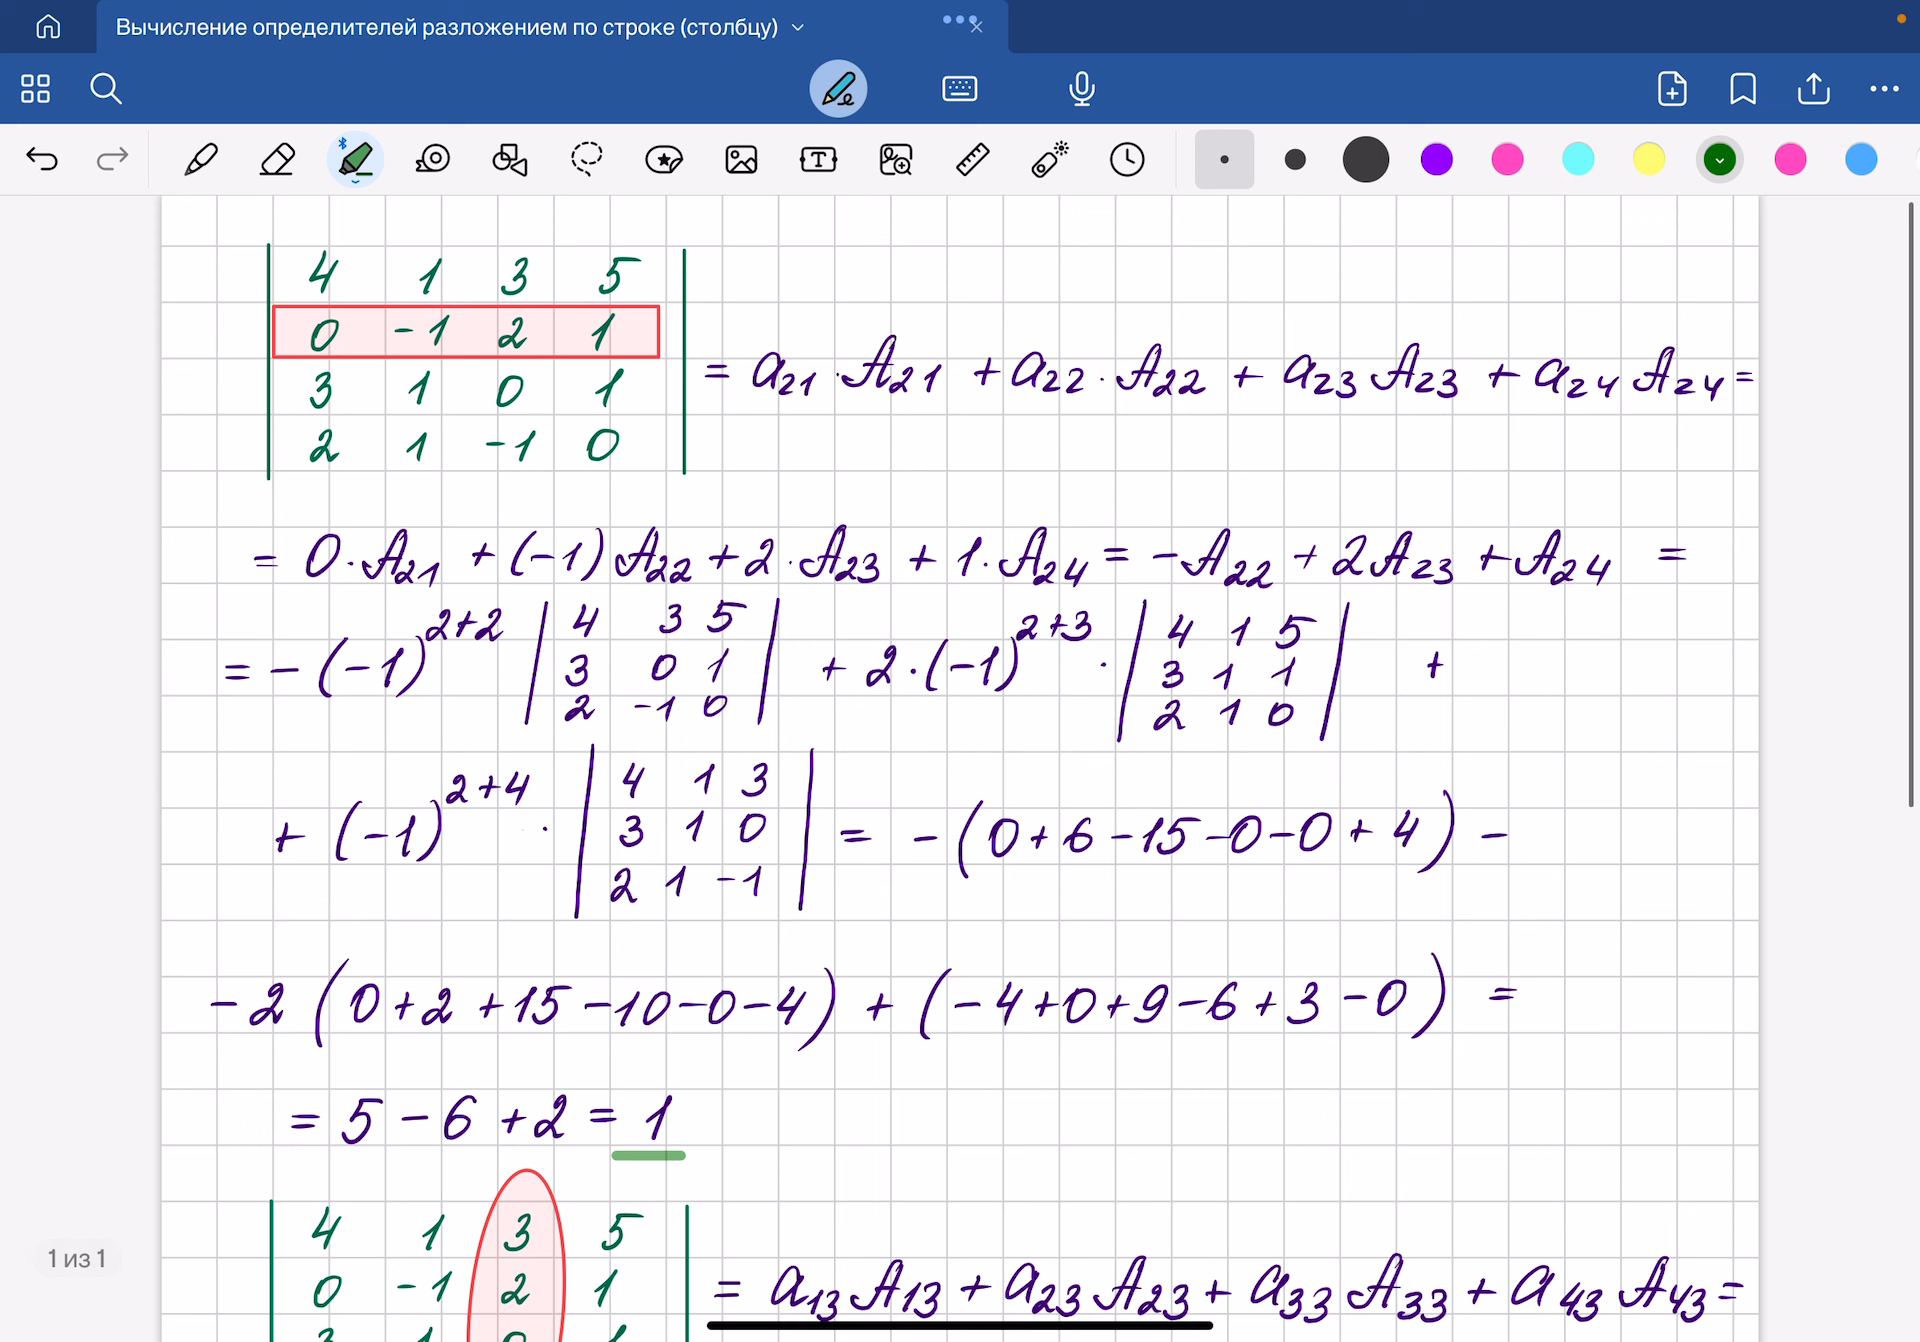 Вычисление определителей разложением по строке (столбцу)
4 1 3 5
0 -1 2 1
3 1 0 1
2 1 -1 0
= a21 · A21 + a22 · A22 + a23 A23 + a24 A24 =
= 0 · A21 + (-1) A22 + 2 · A23 + 1 · A24 = - A22 + 2A23 + A24 =
= - (-1)^2+2 | 4 3 5 | + 2 · (-1)^2+3 · | 4 1 5 | +
| 3 0 1 | | 3 1 1 |
| 2 -1 0 | | 2 1 0 |
+ (-1)^2+4 · | 4 1 3 | = - (0 + 6 - 15 - 0 - 0 + 4) -
| 3 1 0 |
| 2 1 -1 |
- 2 (0 + 2 + 15 - 10 - 0 - 4) + (- 4 + 0 + 9 - 6 + 3 - 0) =
= 5 - 6 + 2 = 1
4 1 3 5
0 -1 2 1
= a13 A13 + a23 A23 + a33 A33 + a43 A43 =
3 1 0 1
1 из 1